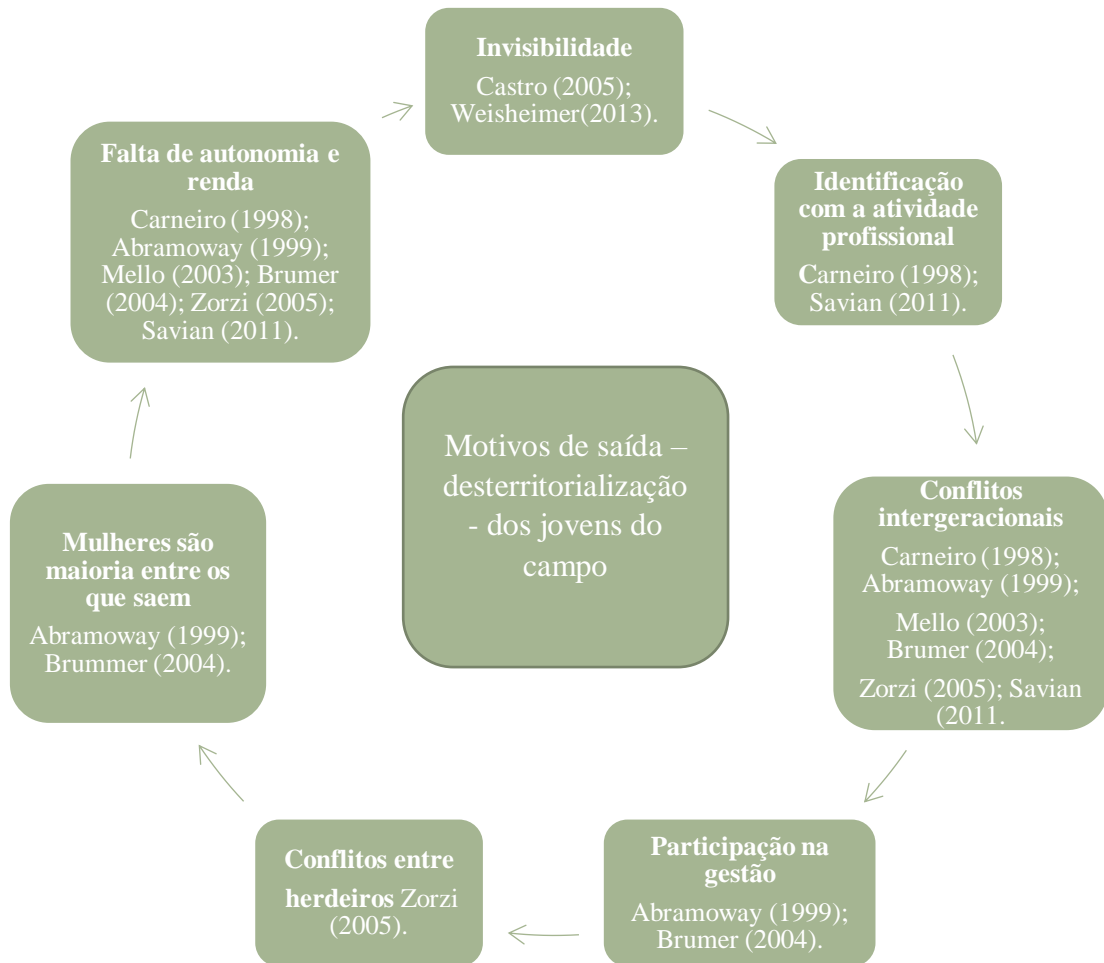 Invisibilidade
Castro (2005);
Weisheimer(2013).
Identificação
com a atividade
profissional
Carneiro (1998);
Savian (2011).
Conflitos
intergeracionais
Carneiro (1998);
Abramoway (1999);
Mello (2003);
Brumer (2004);
Zorzi (2005); Savian
(2011.
Participação na
gestão
Abramoway (1999);
Brumer (2004).
Conflitos entre
herdeiros Zorzi
(2005).
Mulheres são
maioria entre os
que saem
Abramoway (1999);
Brummer (2004).
Falta de autonomia e
renda
Carneiro (1998);
Abramoway (1999);
Mello (2003); Brumer
(2004); Zorzi (2005);
Savian (2011).
Motivos de saída –
desterritorialização
- dos jovens do
campo